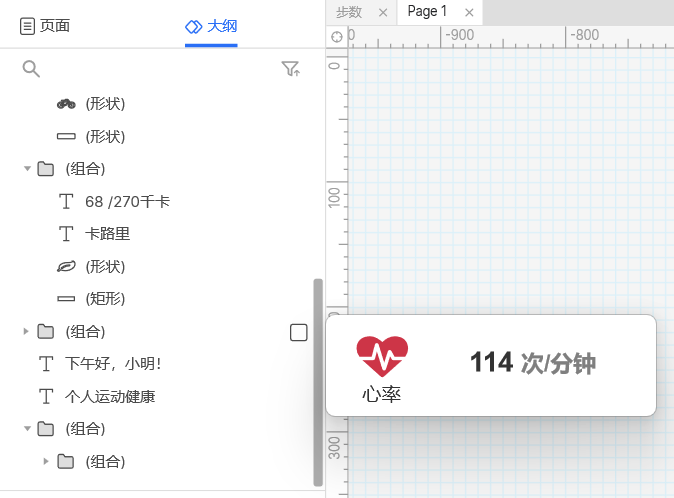 页面
大纲
步数
Page 1
0
-900
-800
(形状)
(形状)
(组合)
68 /270千卡
卡路里
(形状)
(矩形)
(组合)
下午好，小明!
个人运动健康
(组合)
(组合)
0
100
300
114 次/分钟
心率